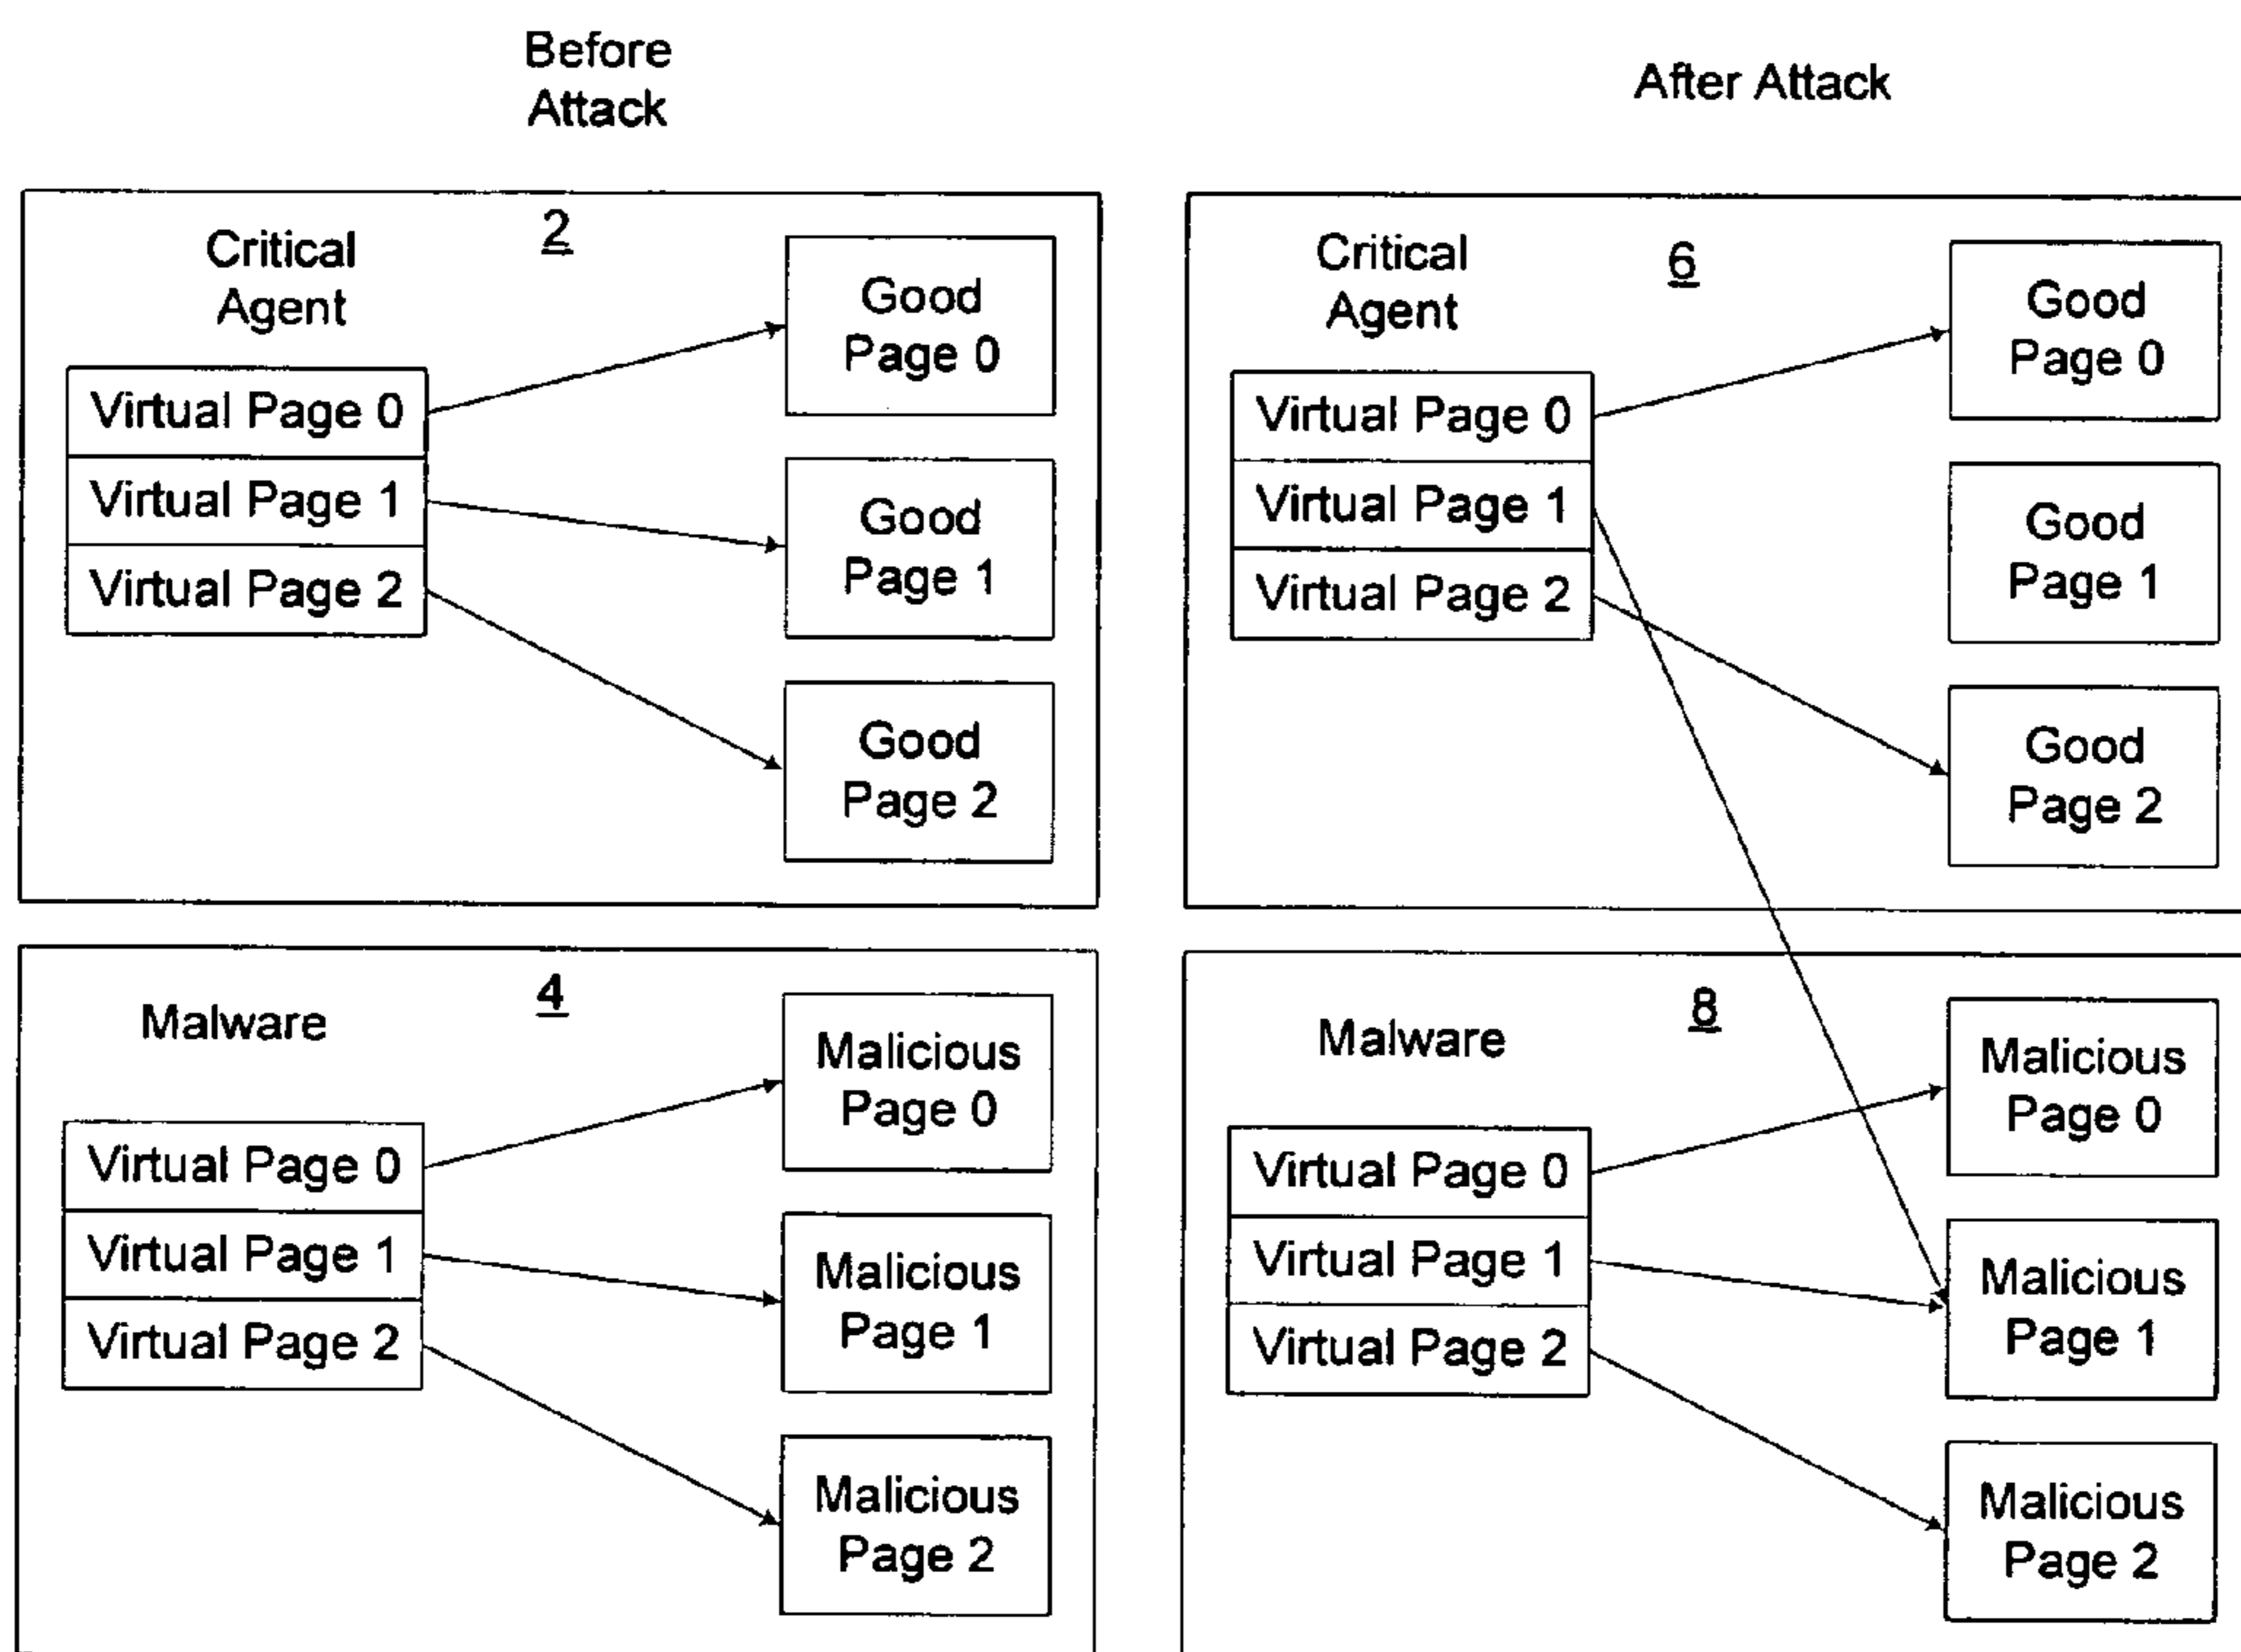 Before
Attack
After Attack
Critical
Agent
2
Virtual Page 0
Virtual Page 1
Virtual Page 2
Good
Page 0
Good
Page 1
Good
Page 2
Critical
Agent
6
Virtual Page 0
Virtual Page 1
Virtual Page 2
Good
Page 0
Good
Page 1
Good
Page 2
Malware
4
Virtual Page 0
Virtual Page 1
Virtual Page 2
Malicious
Page 0
Malicious
Page 1
Malicious
Page 2
Malware
8
Virtual Page 0
Virtual Page 1
Virtual Page 2
Malicious
Page 0
Malicious
Page 1
Malicious
Page 2